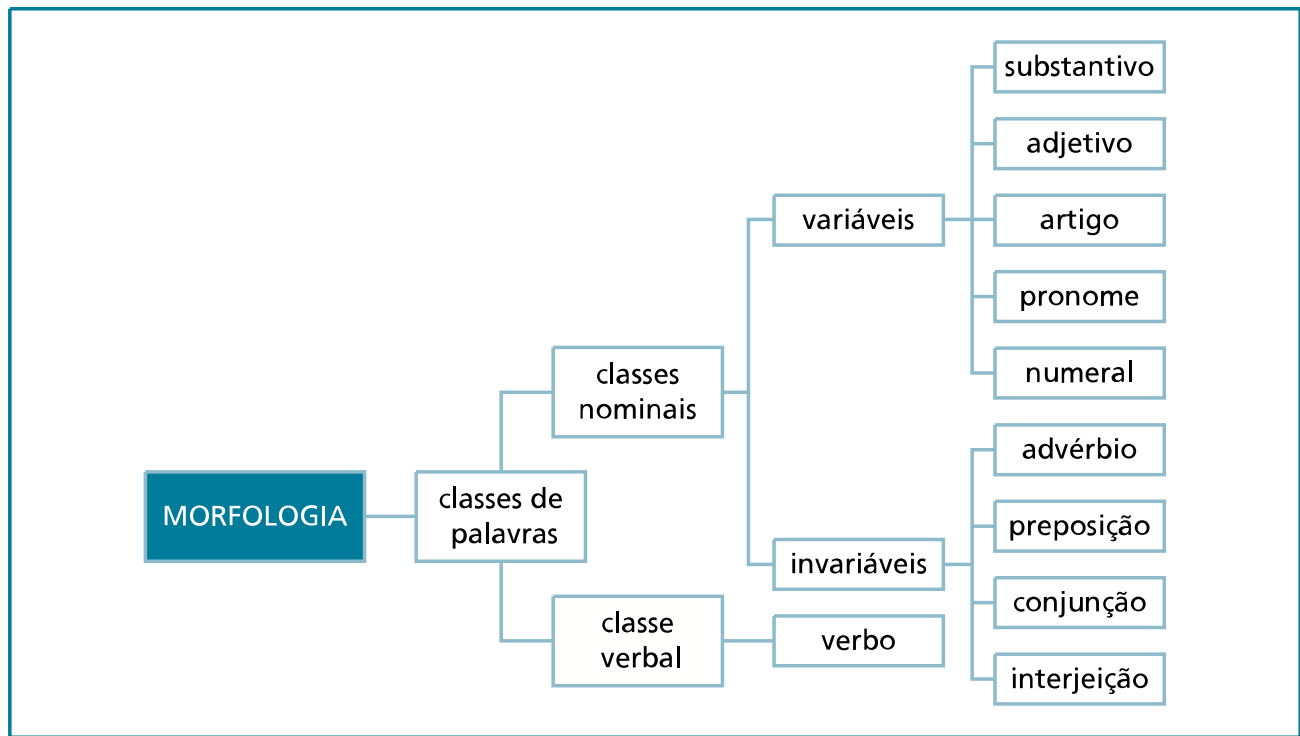 MORFOLOGIA
classes de
palavras
classes
nominais
variáveis
substantivo
adjetivo
artigo
pronome
numeral
invariáveis
advérbio
preposição
conjunção
interjeição
classe
verbal
verbo